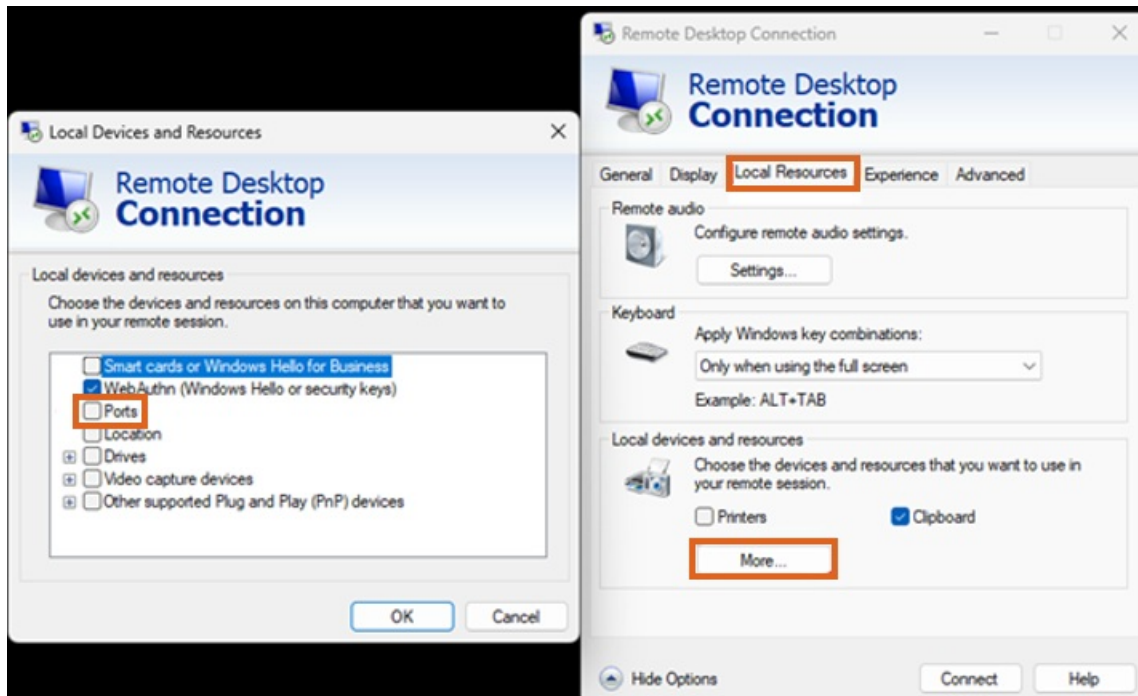 Local Devices and Resources
Remote Desktop
Connection
Local devices and resources
Choose the devices and resources on this computer that you want to
use in your remote session.
Smart cards or Windows Hello for Business
WebAuthn (Windows Hello or security keys)
Ports
Location
Drives
Video capture devices
Other supported Plug and Play (PnP) devices
OK Cancel
Remote Desktop Connection
Remote Desktop
Connection
General Display Local Resources Experience Advanced
Remote audio
Configure remote audio settings.
Settings...
Keyboard
Apply Windows key combinations:
Only when using the full screen
Example: ALT+TAB
Local devices and resources
Choose the devices and resources that you want to use in
your remote session.
Printers Clipboard
More...
Hide Options Connect Help